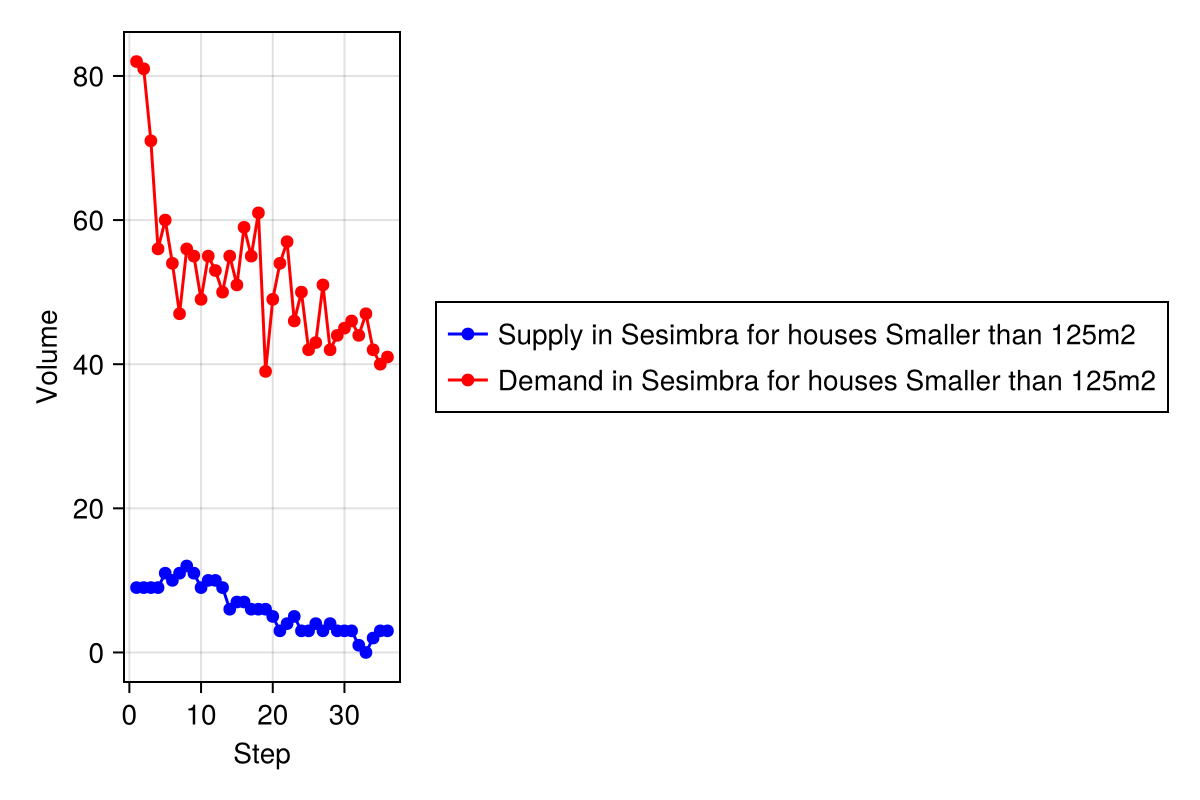 80
60
40
20
0
Volume
0 10 20 30
Step
Supply in Sesimbra for houses Smaller than 125m2
Demand in Sesimbra for houses Smaller than 125m2